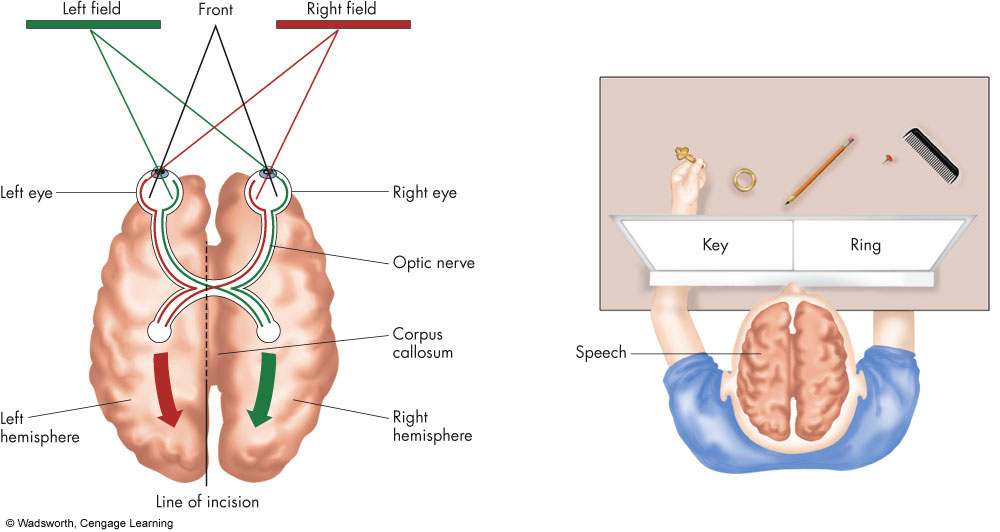 Left field
Front
Right field
Left eye
Right eye
Optic nerve
Corpus
callosum
Left
hemisphere
Right
hemisphere
Line of incision
© Wadsworth, Cengage Learning
Key
Ring
Speech